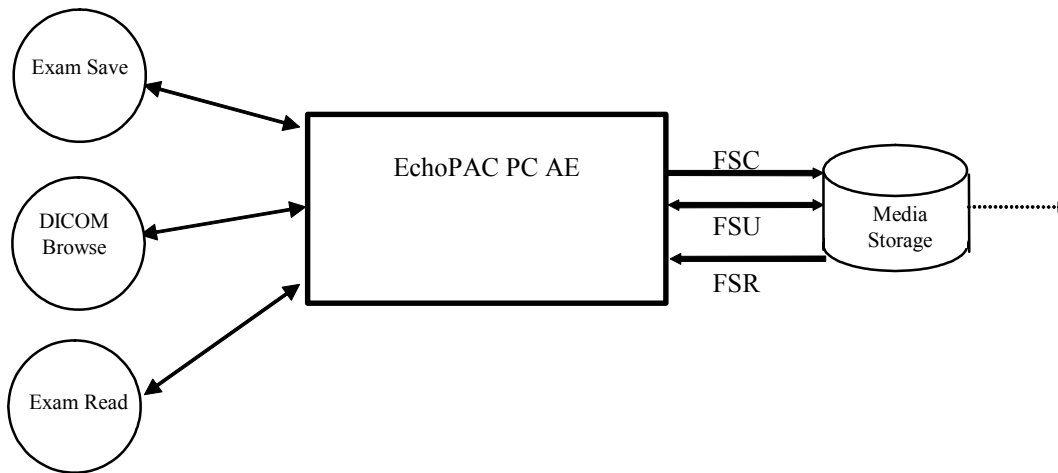 Exam Save
DICOM
Browse
Exam Read
EchoPAC PC AE
FSC
FSU
FSR
Media
Storage